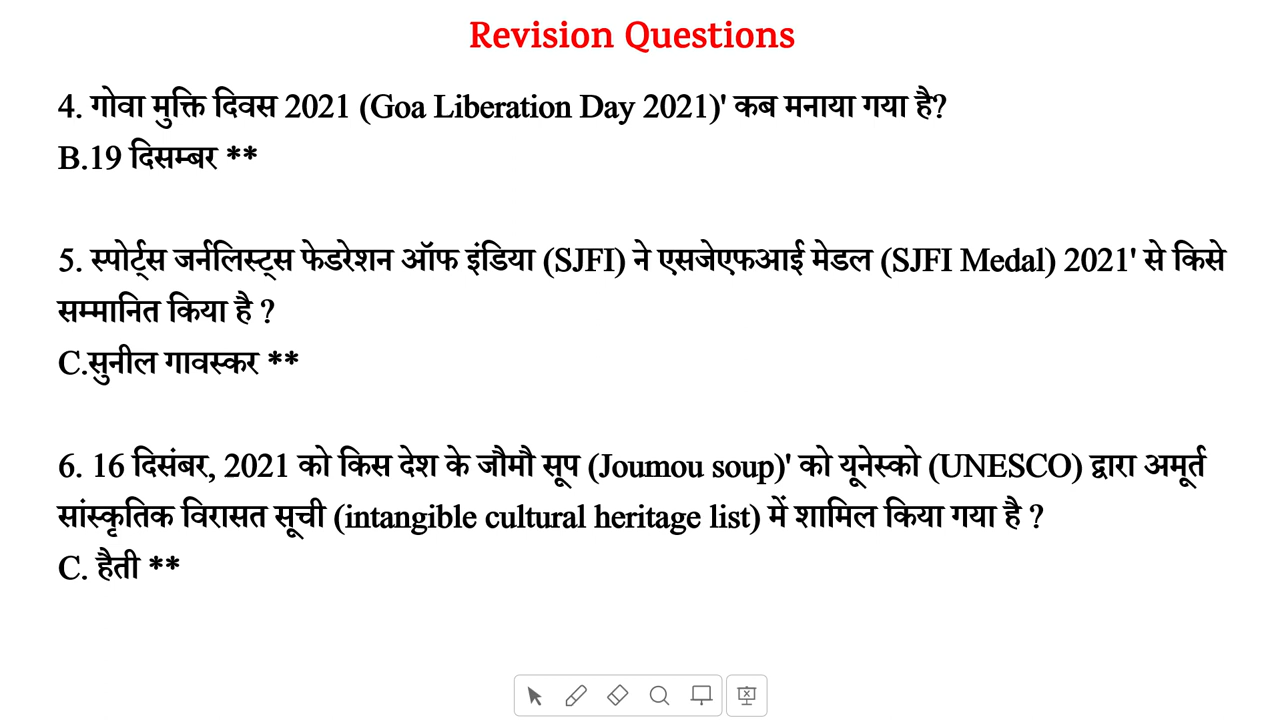 Revision Questions
4. गोवा मुक्ति दिवस 2021 (Goa Liberation Day 2021)' कब मनाया गया है?
B.19 दिसम्बर **
5. स्पोर्ट्स जर्नलिस्ट्स फेडरेशन ऑफ इंडिया (SJFI) ने एसजेएफआई मेडल (SJFI Medal) 2021' से किसे
सम्मानित किया है ?
C.सुनील गावस्कर **
6. 16 दिसंबर, 2021 को किस देश के जौमौ सूप (Joumou soup)' को यूनेस्को (UNESCO) द्वारा अमूर्त
सांस्कृतिक विरासत सूची (intangible cultural heritage list) में शामिल किया गया है ?
C. हैती **